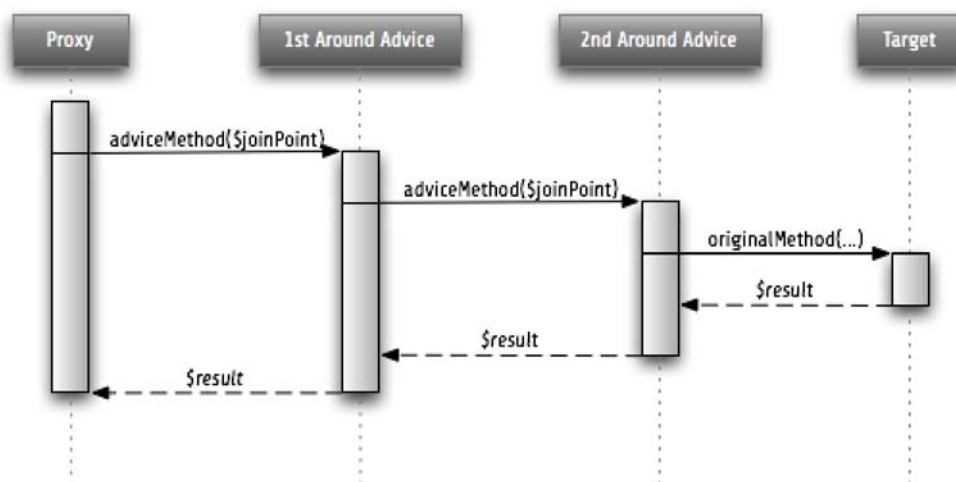 Proxy
1st Around Advice
2nd Around Advice
Target
adviceMethod($joinPoint)
adviceMethod($joinPoint)
originalMethod(...)
$result
$result
$result